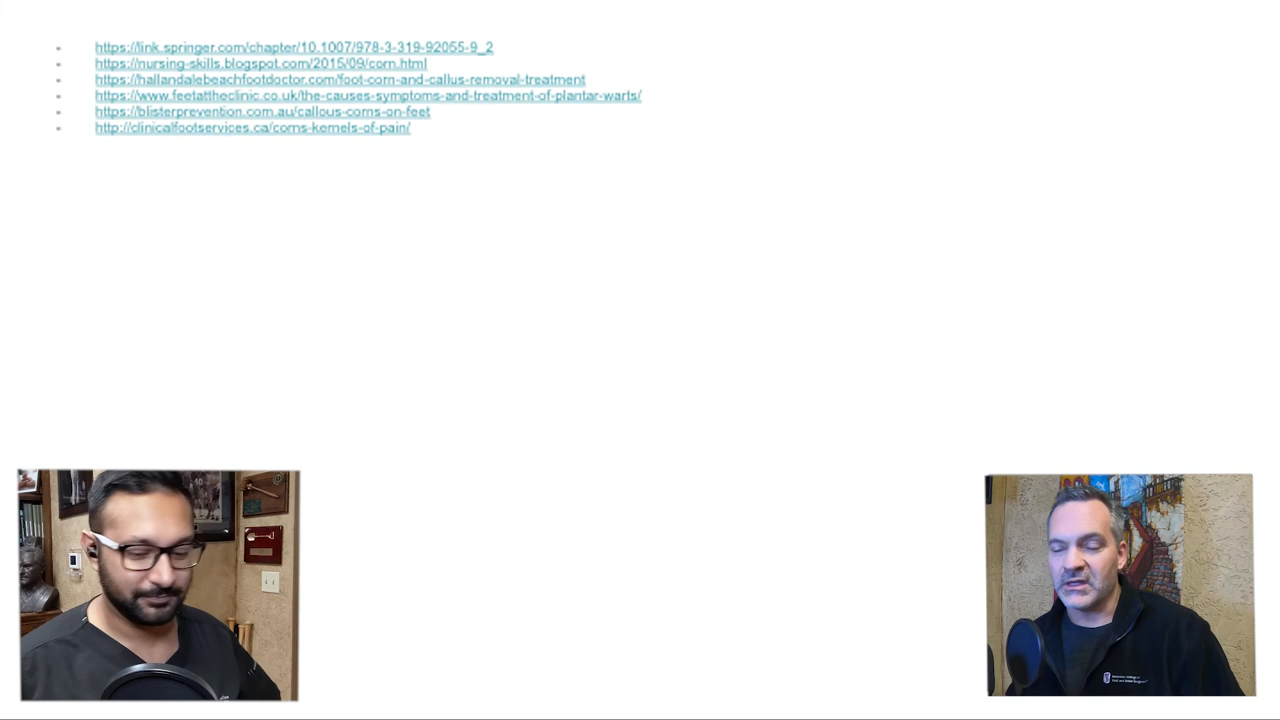 https://link.springer.com/chapter/10.1007/978-3-319-92055-9_2
https://nursing-skills.blogspot.com/2015/09/corn.html
https://hallandalebeachfootdoctor.com/foot-corn-and-callus-removal-treatment
https://www.feetattheclinic.co.uk/the-causes-symptoms-and-treatment-of-plantar-warts/
https://blisterprevention.com.au/callous-corns-on-feet
http://clinicalfootservices.ca/corns-kernels-of-pain/